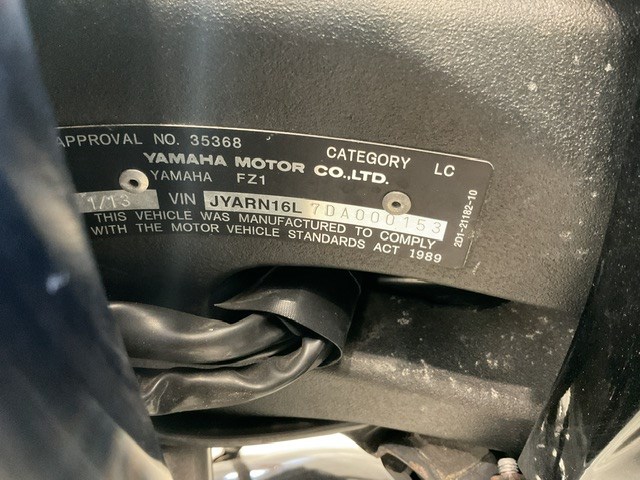 APPROVAL NO. 35368 CATEGORY LC
YAMAHA MOTOR CO.,LTD.
YAMAHA FZ1
1/13 VIN JYARN16L7DA000153
THIS VEHICLE WAS MANUFACTURED TO COMPLY
WITH THE MOTOR VEHICLE STANDARDS ACT 1989
2D1-21182-10